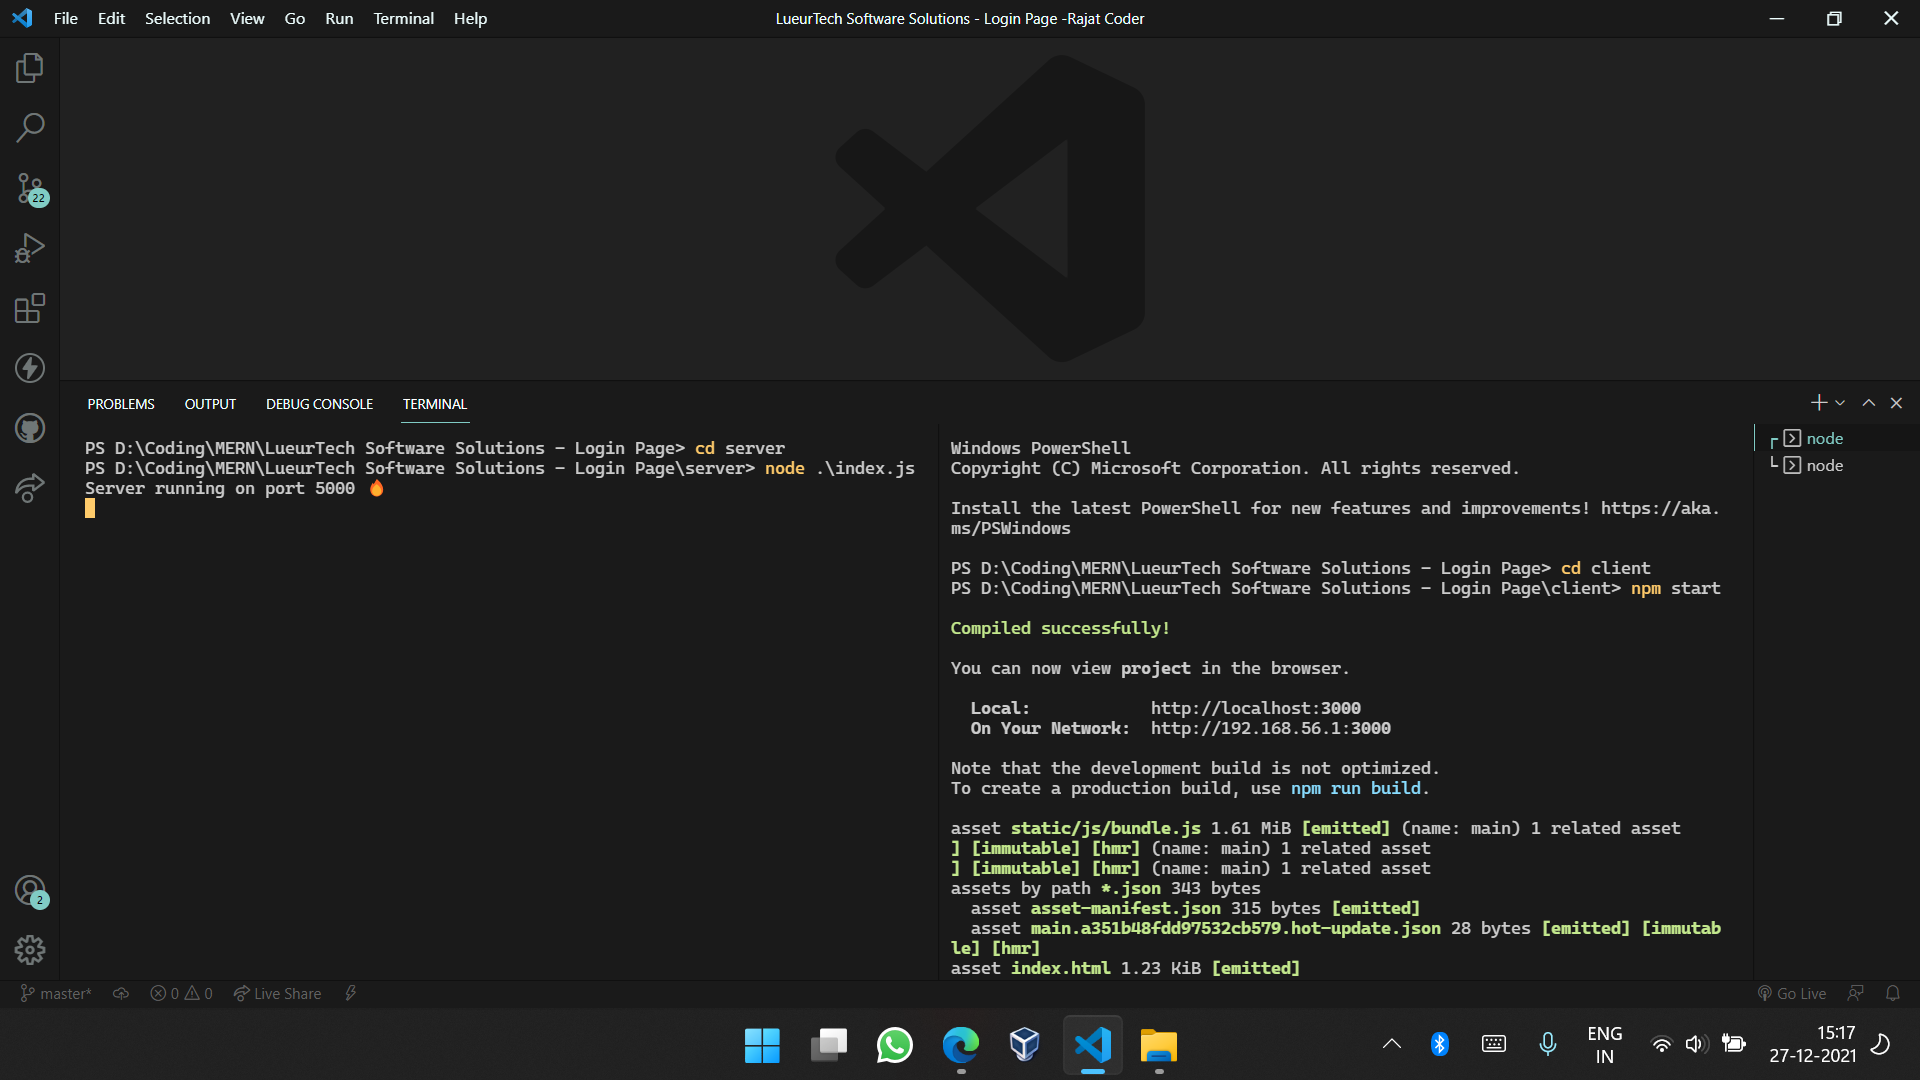 File Edit Selection View Go Run Terminal Help
LueurTech Software Solutions - Login Page -Rajat Coder
22
PROBLEMS OUTPUT DEBUG CONSOLE TERMINAL
PS D:\Coding\MERN\LueurTech Software Solutions - Login Page> cd server
PS D:\Coding\MERN\LueurTech Software Solutions - Login Page\server> node .\index.js
Server running on port 5000 🔥
Windows PowerShell
Copyright (C) Microsoft Corporation. All rights reserved.
Install the latest PowerShell for new features and improvements! https://aka.
ms/PSWindows
PS D:\Coding\MERN\LueurTech Software Solutions - Login Page> cd client
PS D:\Coding\MERN\LueurTech Software Solutions - Login Page\client> npm start
Compiled successfully!
You can now view project in the browser.
Local: http://localhost:3000
On Your Network: http://192.168.56.1:3000
Note that the development build is not optimized.
To create a production build, use npm run build.
asset static/js/bundle.js 1.61 MiB [emitted] (name: main) 1 related asset
] [immutable] [hmr] (name: main) 1 related asset
] [immutable] [hmr] (name: main) 1 related asset
assets by path *.json 343 bytes
asset asset-manifest.json 315 bytes [emitted]
asset main.a351b48fdd97532cb579.hot-update.json 28 bytes [emitted] [immutab
le] [hmr]
asset index.html 1.23 KiB [emitted]
node
node
2
master* 0 0 Live Share
Go Live
ENG
IN
15:17
27-12-2021